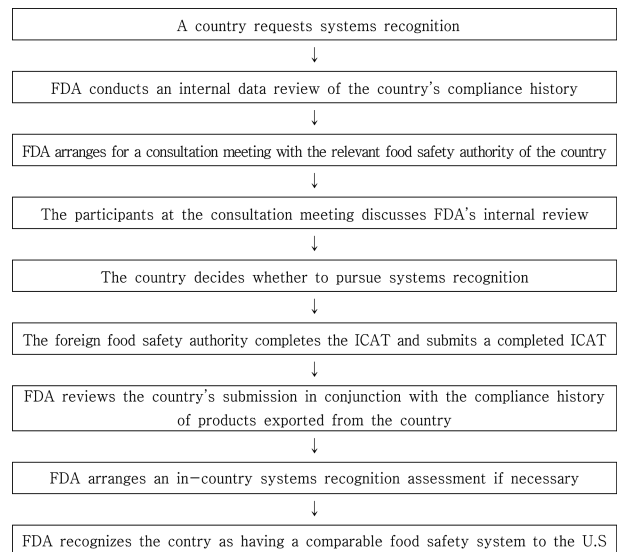 A country requests systems recognition
↓
FDA conducts an internal data review of the country's compliance history
↓
FDA arranges for a consultation meeting with the relevant food safety authority of the country
↓
The participants at the consultation meeting discusses FDA's internal review
↓
The country decides whether to pursue systems recognition
↓
The foreign food safety authority completes the ICAT and submits a completed ICAT
↓
FDA reviews the country's submission in conjunction with the compliance history
of products exported from the country
↓
FDA arranges an in-country systems recognition assessment if necessary
↓
FDA recognizes the contry as having a comparable food safety system to the U.S